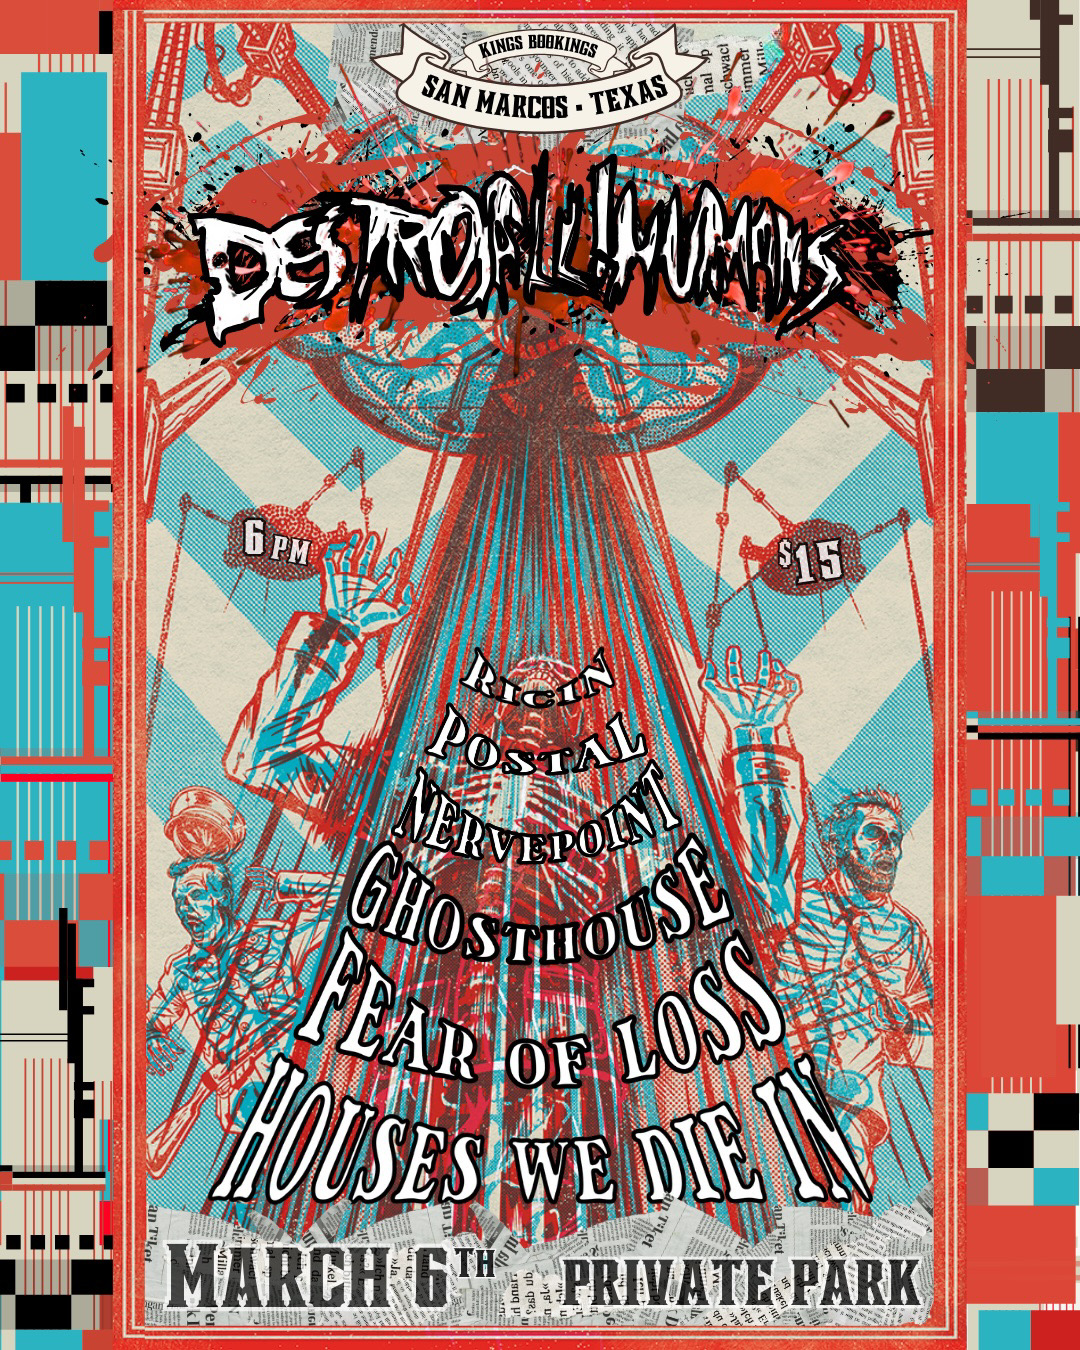 KINGS BOOKINGS
SAN MARCOS · TEXAS
DESTROY ALL! HUMANS
6 PM
$15
RICIN
POSTAL
NERVEPOINT
GHOSTHOUSE
FEAR OF LOSS
HOUSES WE DIE IN
MARCH 6TH
PRIVATE PARK